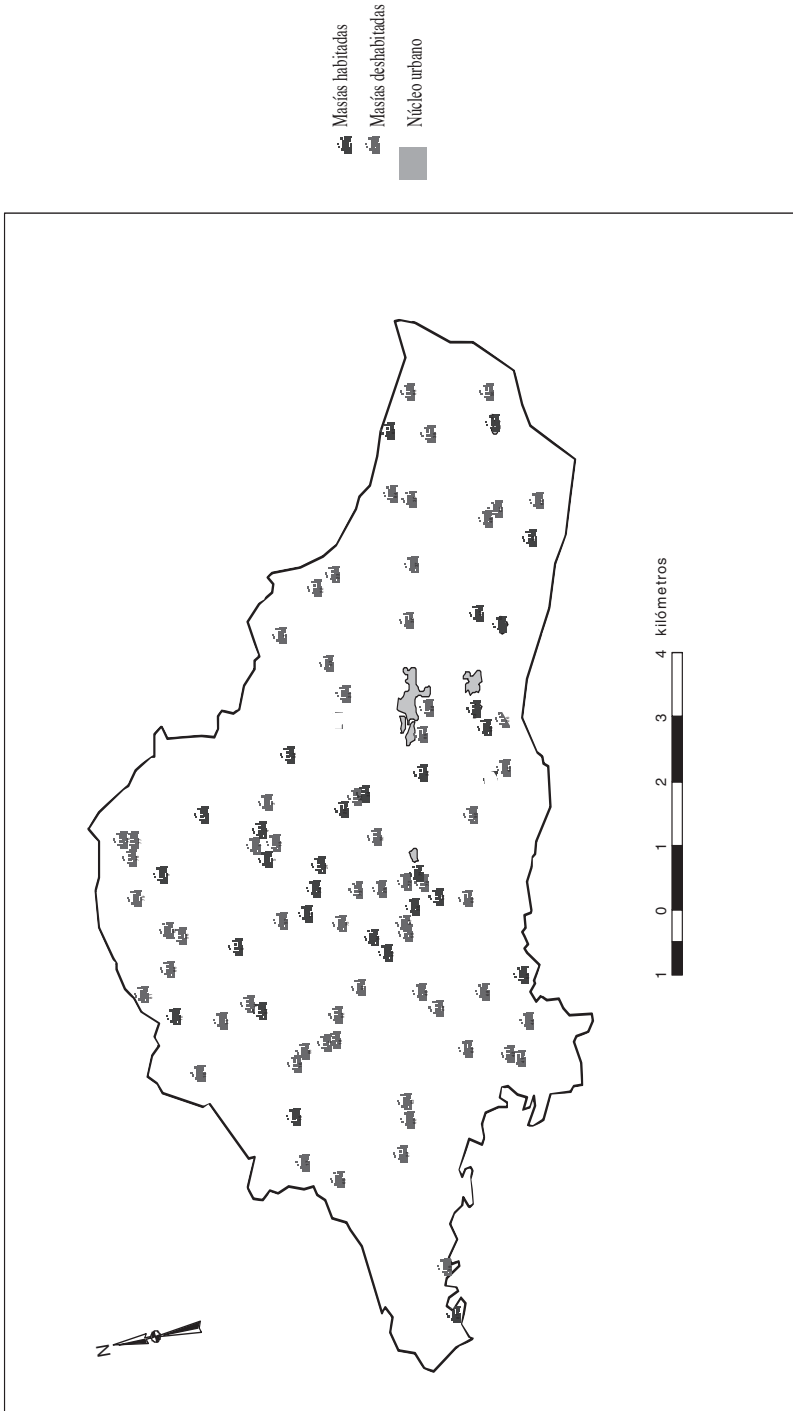 Masías habitadas
Masías deshabitadas
Núcleo urbano
N
1 0 1 2 3 4
kilómetros